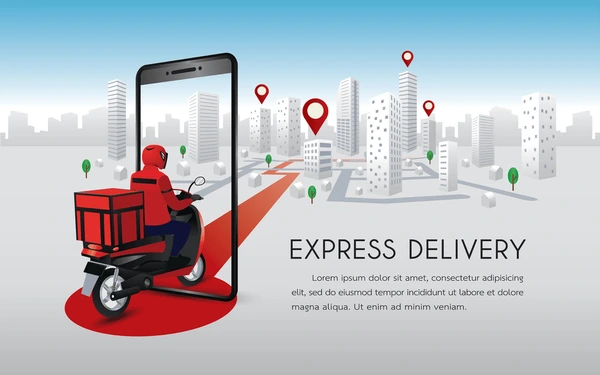 EXPRESS DELIVERY
Lorem ipsum dolor sit amet, consectetur adipiscing
elit, sed do eiusmod tempor incididunt ut labore et dolore
magna aliqua. Ut enim ad minim veniam.